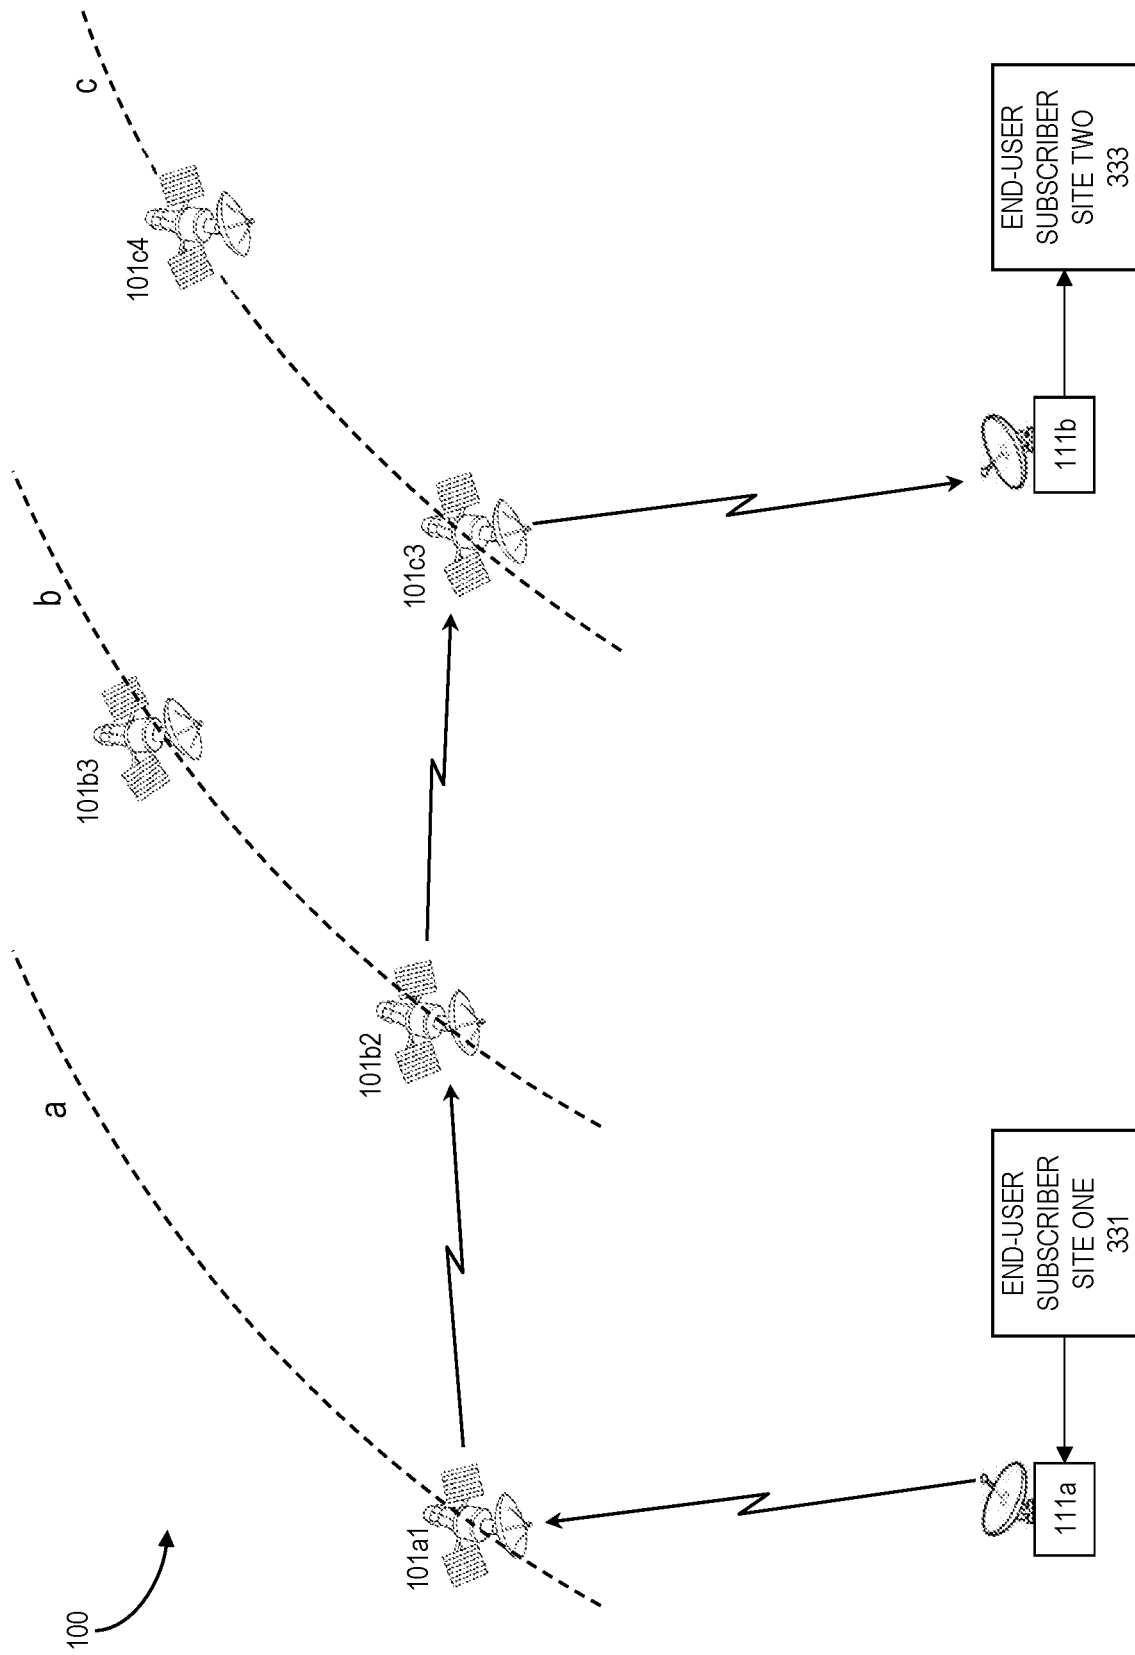 100
a
b
c
101a1
101b2
101b3
101c3
101c4
111a
END-USER
SUBSCRIBER
SITE ONE
331
111b
END-USER
SUBSCRIBER
SITE TWO
333